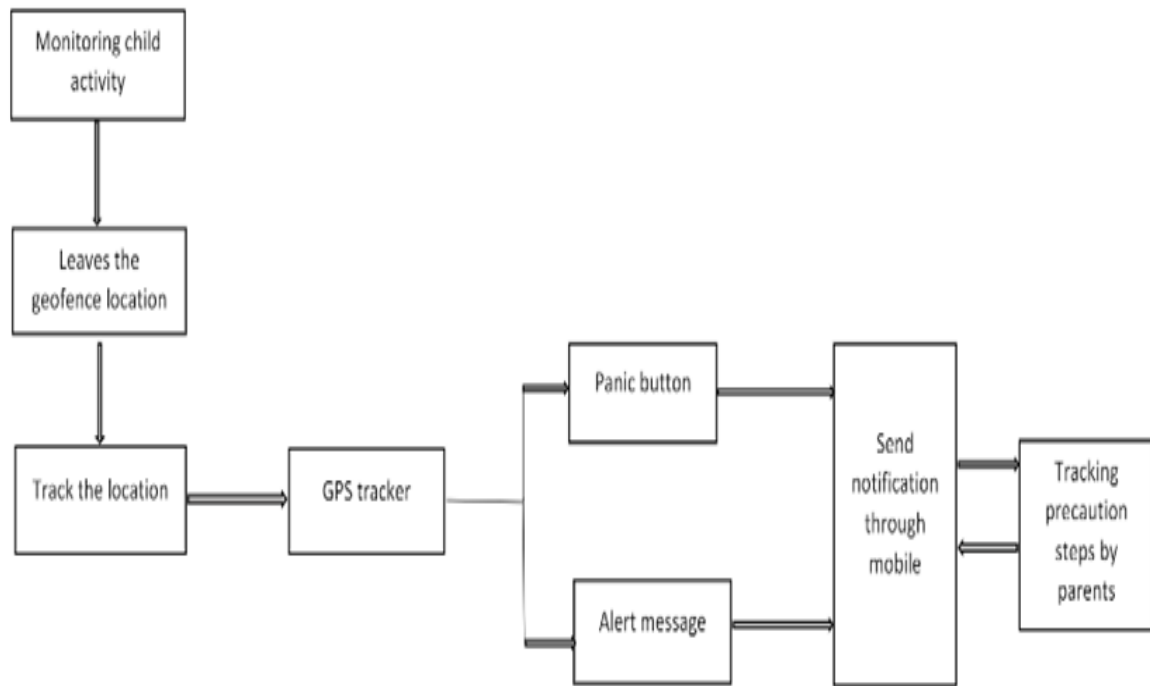 Monitoring child
activity
Leaves the
geofence location
Track the location
GPS tracker
Panic button
Alert message
Send
notification
through
mobile
Tracking
precaution
steps by
parents